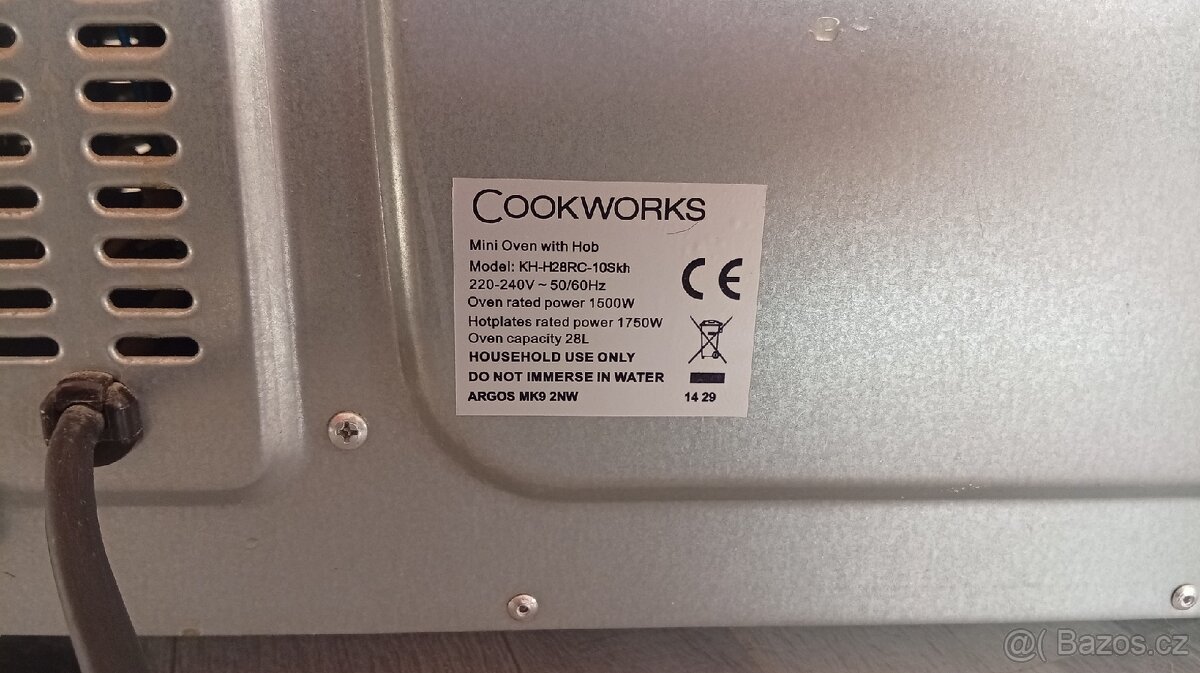 COOKWORKS
Mini Oven with Hob
Model: KH-H28RC-10Skh
220-240V ~ 50/60Hz
Oven rated power 1500W
Hotplates rated power 1750W
Oven capacity 28L
HOUSEHOLD USE ONLY
DO NOT IMMERSE IN WATER
ARGOS MK9 2NW 14 29
CE
@( Bazos.cz